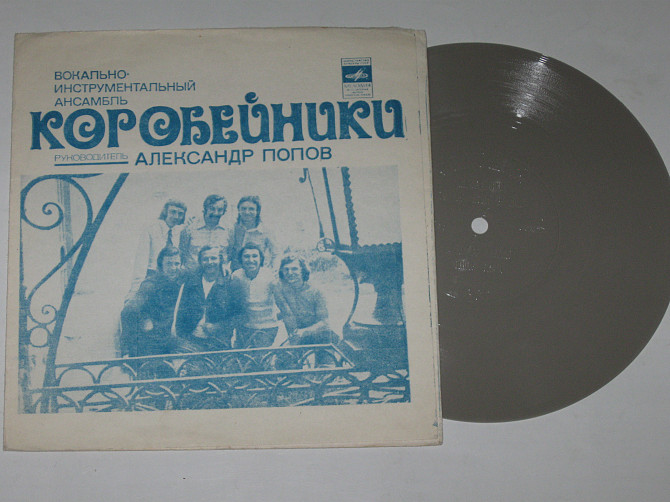 ВОКАЛЬНО-
ИНСТРУМЕНТАЛЬНЫЙ
АНСАМБЛЬ
КОРОБЕЙНИКИ
РУКОВОДИТЕЛЬ АЛЕКСАНДР ПОПОВ